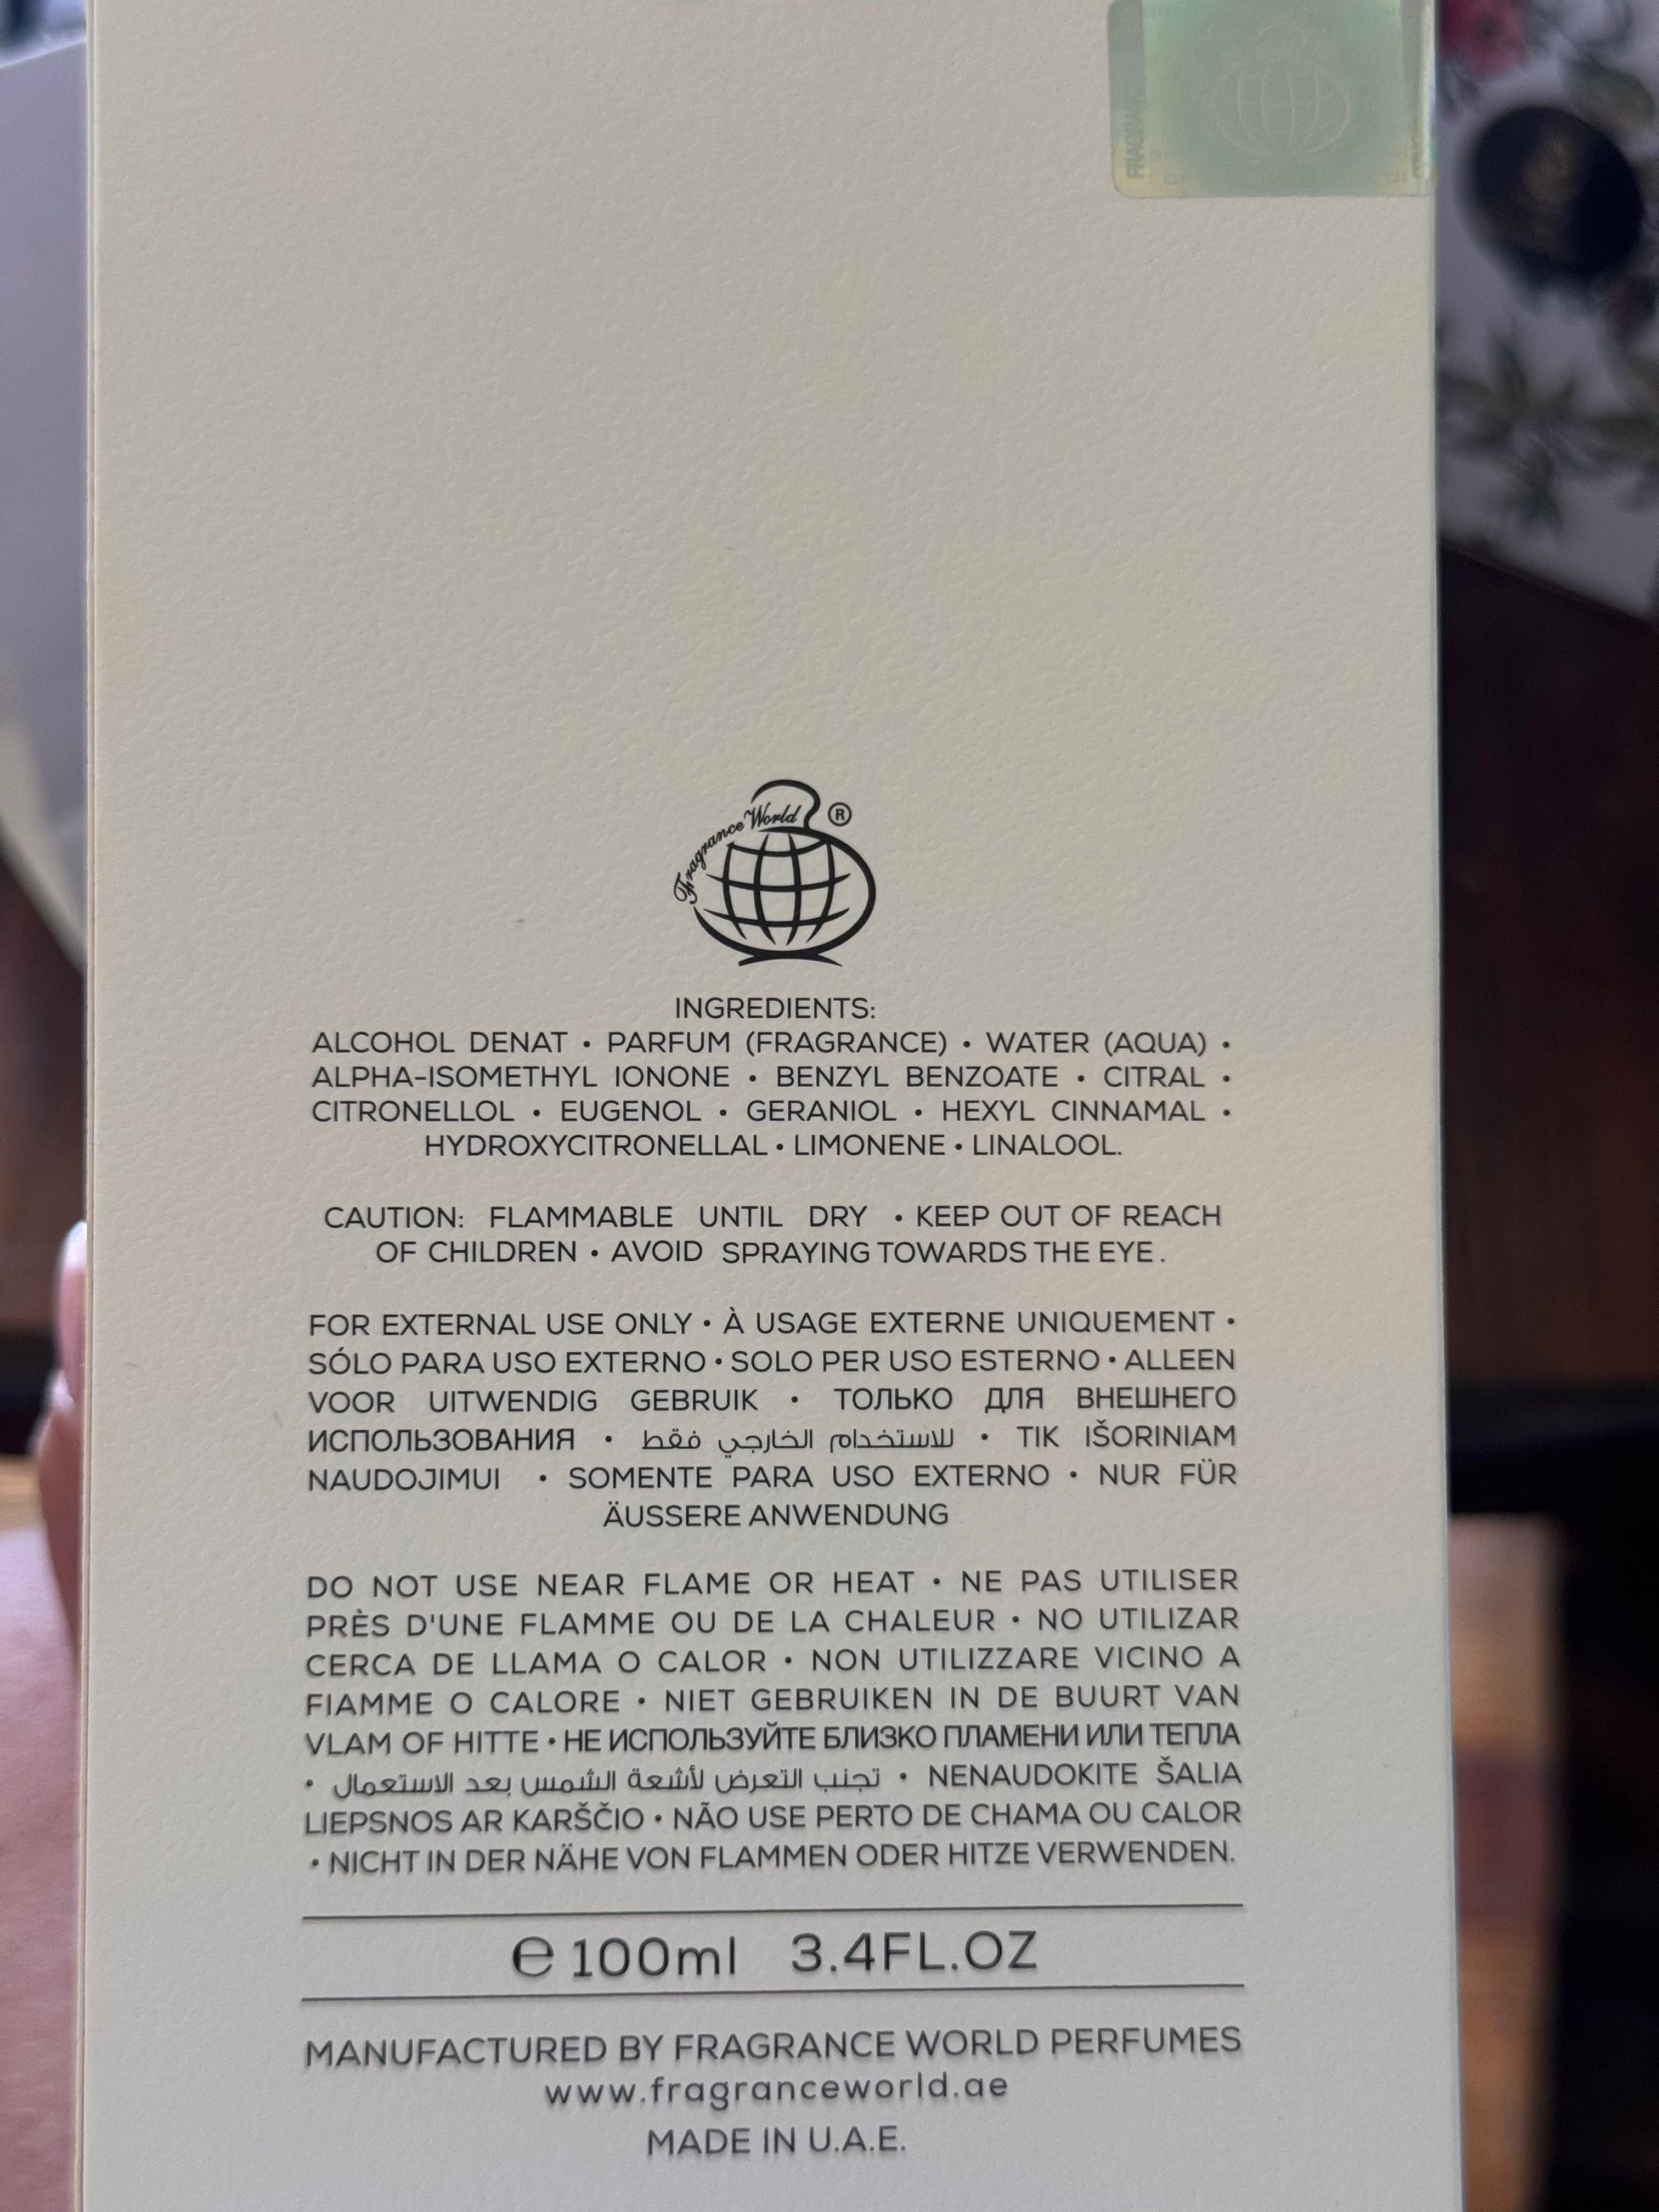 FRAGRANCE
Fragrance World ®
INGREDIENTS:
ALCOHOL DENAT • PARFUM (FRAGRANCE) • WATER (AQUA) •
ALPHA-ISOMETHYL IONONE • BENZYL BENZOATE • CITRAL •
CITRONELLOL • EUGENOL • GERANIOL • HEXYL CINNAMAL •
HYDROXYCITRONELLAL • LIMONENE • LINALOOL.
CAUTION: FLAMMABLE UNTIL DRY • KEEP OUT OF REACH
OF CHILDREN • AVOID SPRAYING TOWARDS THE EYE.
FOR EXTERNAL USE ONLY • À USAGE EXTERNE UNIQUEMENT •
SÓLO PARA USO EXTERNO • SOLO PER USO ESTERNO • ALLEEN
VOOR UITWENDIG GEBRUIK • ТОЛЬКО ДЛЯ ВНЕШНЕГО
ИСПОЛЬЗОВАНИЯ • للاستخدام الخارجي فقط • TIK IŠORINIAM
NAUDOJIMUI • SOMENTE PARA USO EXTERNO • NUR FÜR
ÄUSSERE ANWENDUNG
DO NOT USE NEAR FLAME OR HEAT • NE PAS UTILISER
PRÈS D'UNE FLAMME OU DE LA CHALEUR • NO UTILIZAR
CERCA DE LLAMA O CALOR • NON UTILIZZARE VICINO A
FIAMME O CALORE • NIET GEBRUIKEN IN DE BUURT VAN
VLAM OF HITTE • НЕ ИСПОЛЬЗУЙТЕ БЛИЗКО ПЛАМЕНИ ИЛИ ТЕПЛА
• تجنب التعرض لأشعة الشمس بعد الاستعمال • NENAUDOKITE ŠALIA
LIEPSNOS AR KARŠČIO • NÃO USE PERTO DE CHAMA OU CALOR
• NICHT IN DER NÄHE VON FLAMMEN ODER HITZE VERWENDEN.
℮ 100ml 3.4FL.OZ
MANUFACTURED BY FRAGRANCE WORLD PERFUMES
www.fragranceworld.ae
MADE IN U.A.E.